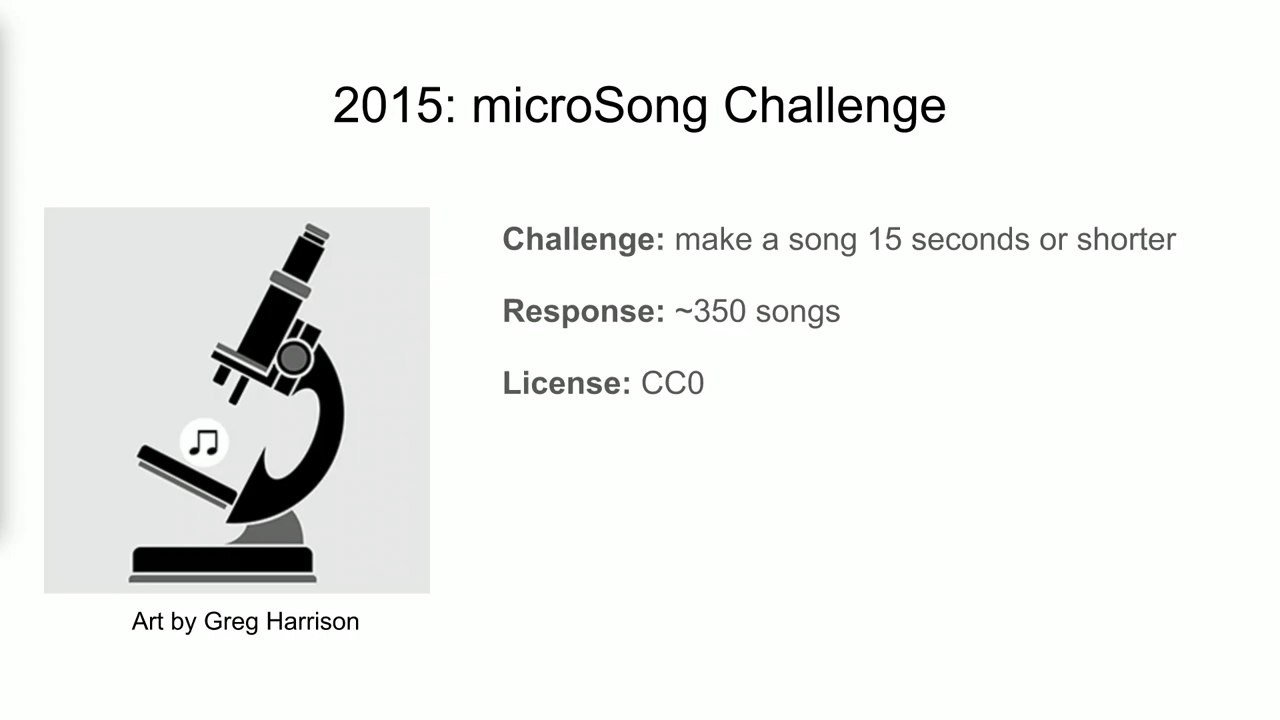 2015: microSong Challenge
Challenge: make a song 15 seconds or shorter
Response: ~350 songs
License: CC0
Art by Greg Harrison